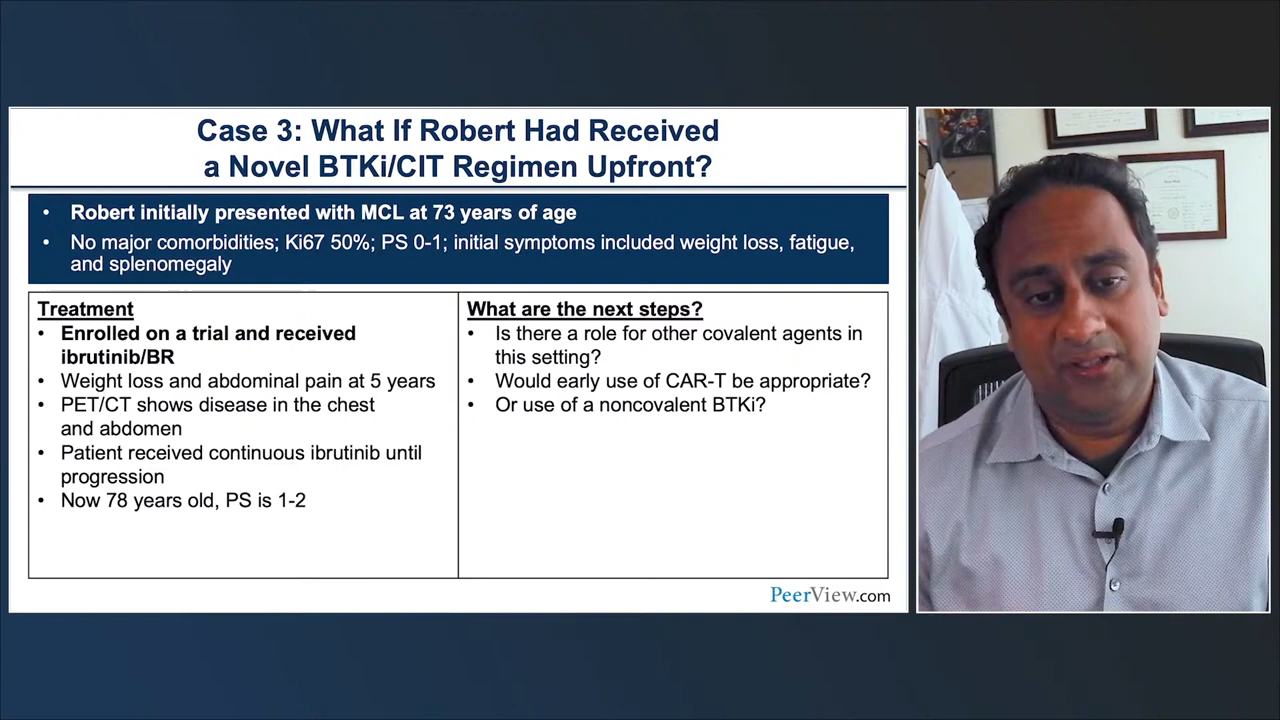 Case 3: What If Robert Had Received
a Novel BTKi/CIT Regimen Upfront?
• Robert initially presented with MCL at 73 years of age
• No major comorbidities; Ki67 50%; PS 0-1; initial symptoms included weight loss, fatigue,
and splenomegaly
Treatment
• Enrolled on a trial and received
ibrutinib/BR
• Weight loss and abdominal pain at 5 years
• PET/CT shows disease in the chest
and abdomen
• Patient received continuous ibrutinib until
progression
• Now 78 years old, PS is 1-2
What are the next steps?
• Is there a role for other covalent agents in
this setting?
• Would early use of CAR-T be appropriate?
• Or use of a noncovalent BTKi?
PeerView.com